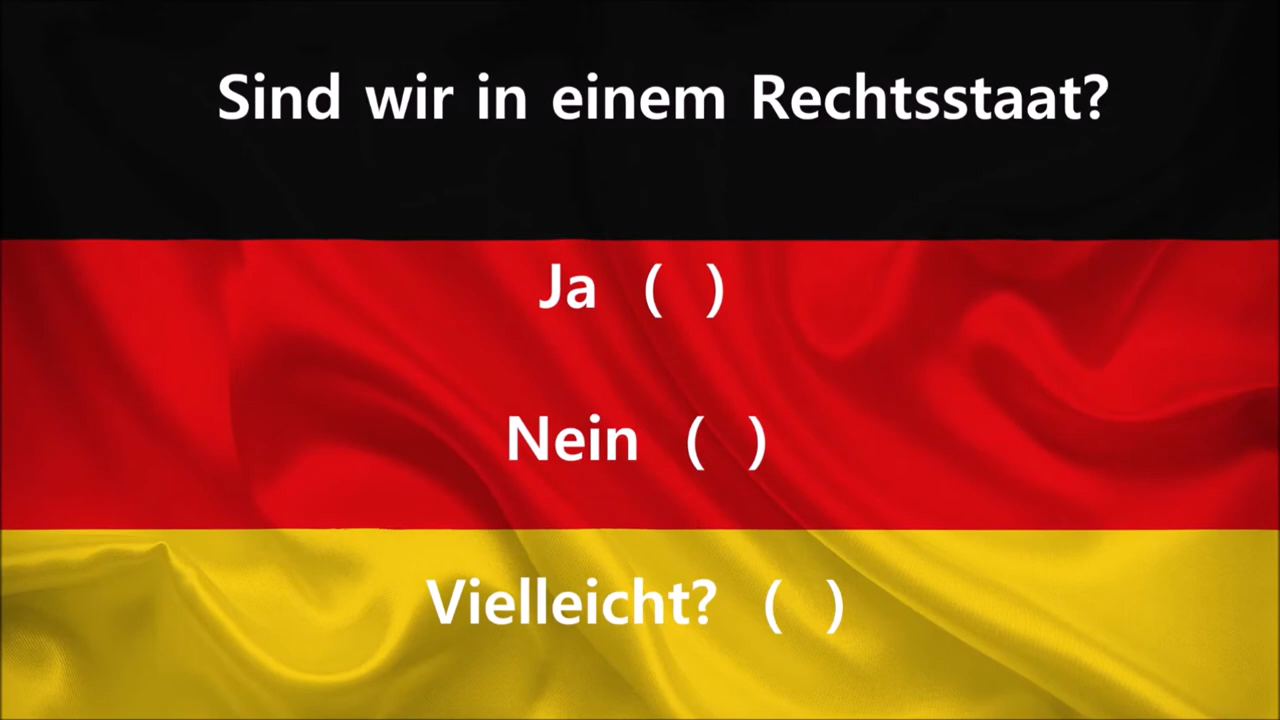 Sind wir in einem Rechtsstaat?
Ja ( )
Nein ( )
Vielleicht? ( )